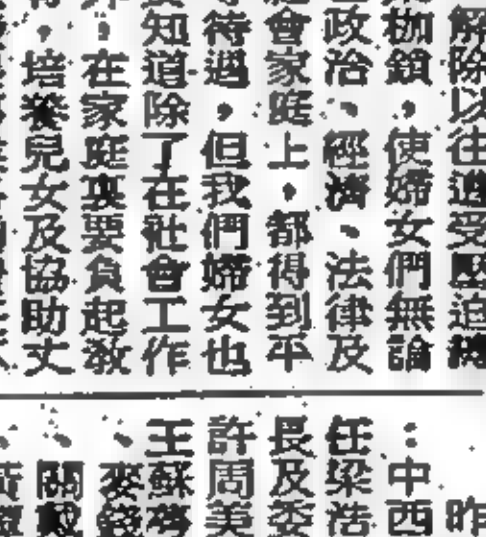 解除以往遭受壓迫
枷鎖,使婦女們無論
政治、經濟、法律及
會家庭上,都得到平
待遇,但我們婦女也
知道除了在社會工作
在家庭裏要負起教
,培養兒女及協助丈
昨
:中西
任梁浩
長及委
許周美
王蘇
麥錢
關